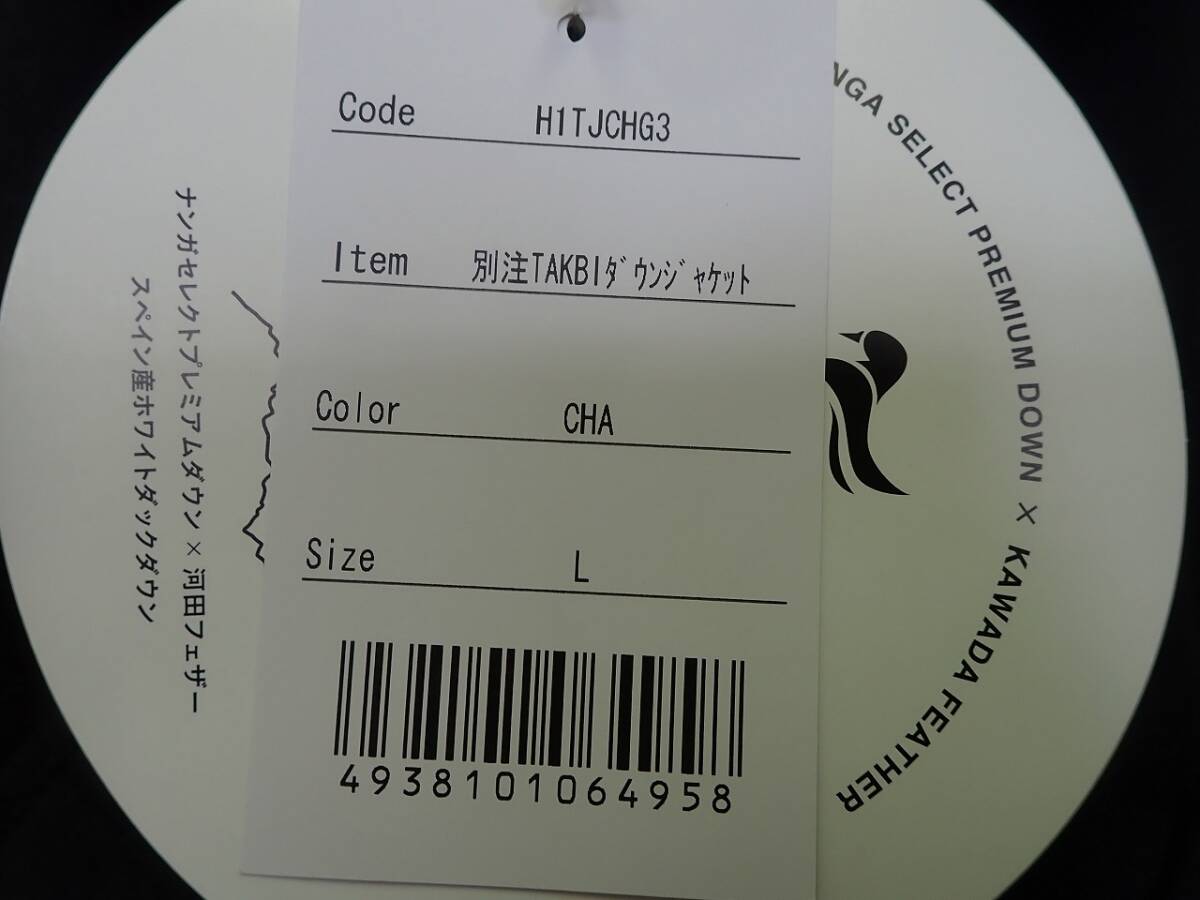 Code H1TJCHG3
Item 別注TAKBIﾀﾞｳﾝｼﾞｬｹｯﾄ
Color CHA
Size L
4938101064958
ナンガセレクトプレミアムダウン×河田フェザー
スペイン産ホワイトダックダウン
NGA SELECT PREMIUM DOWN × KAWADA FEATHER